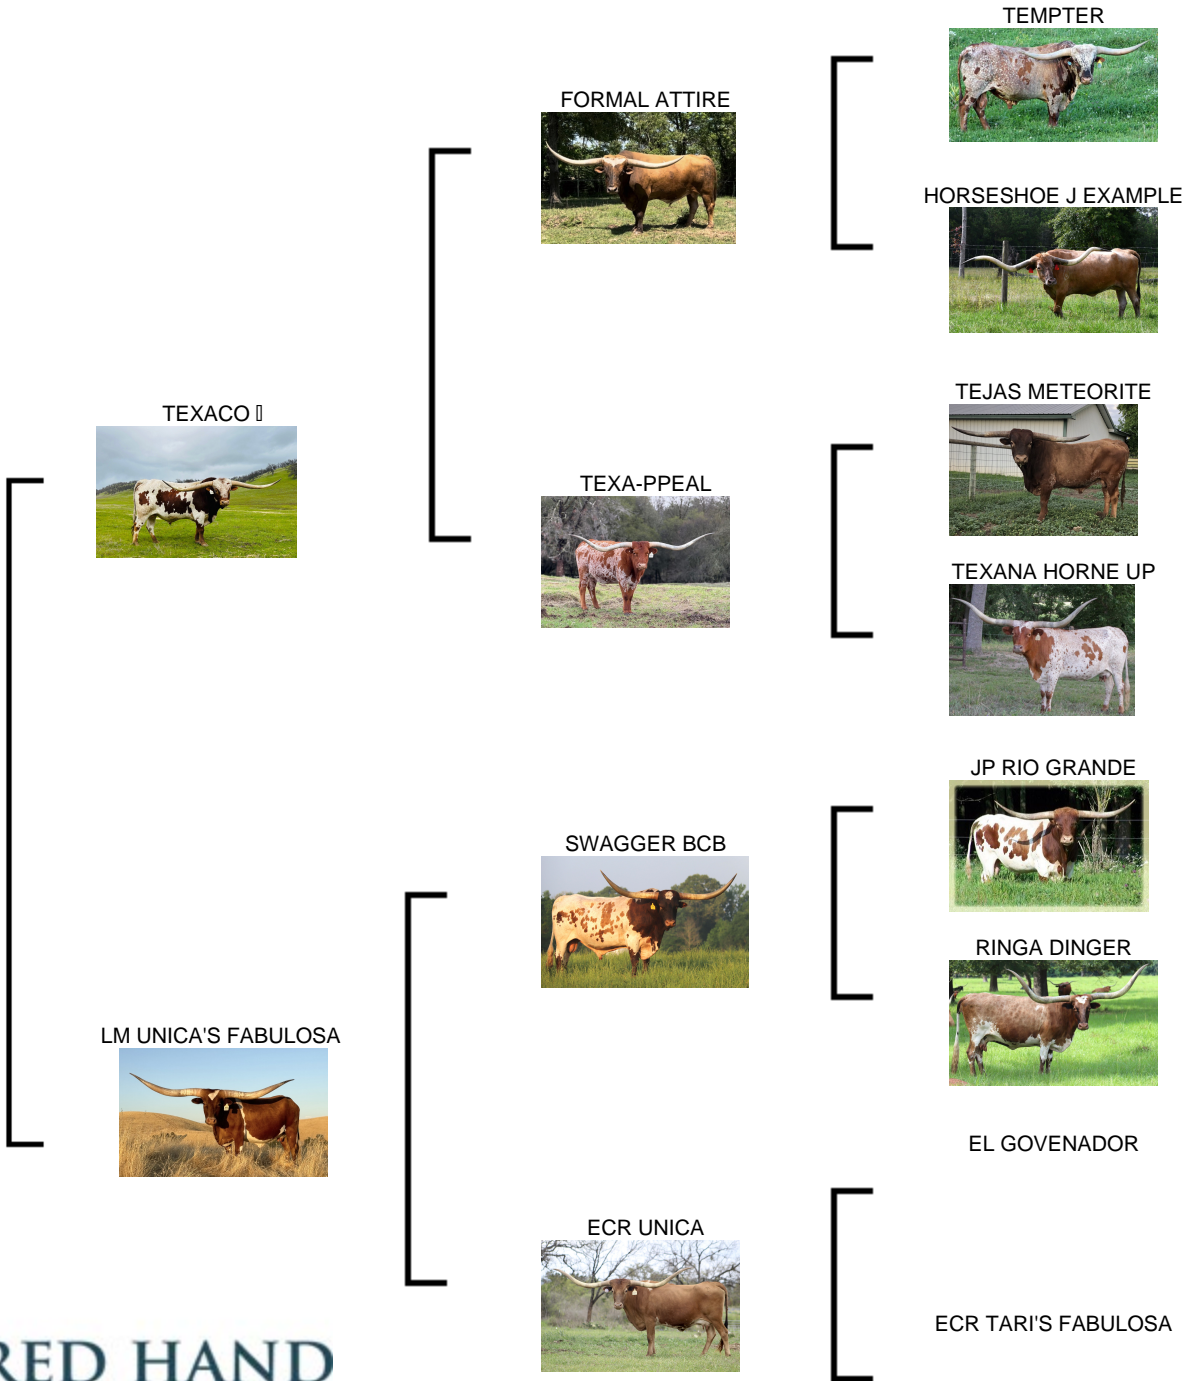 TEMPTER
FORMAL ATTIRE
HORSESHOE J EXAMPLE
TEXACO
TEJAS METEORITE
TEXA-PPEAL
TEXANA HORNE UP
JP RIO GRANDE
SWAGGER BCB
RINGA DINGER
LM UNICA'S FABULOSA
EL GOVENADOR
ECR UNICA
ECR TARI'S FABULOSA
RED HAND